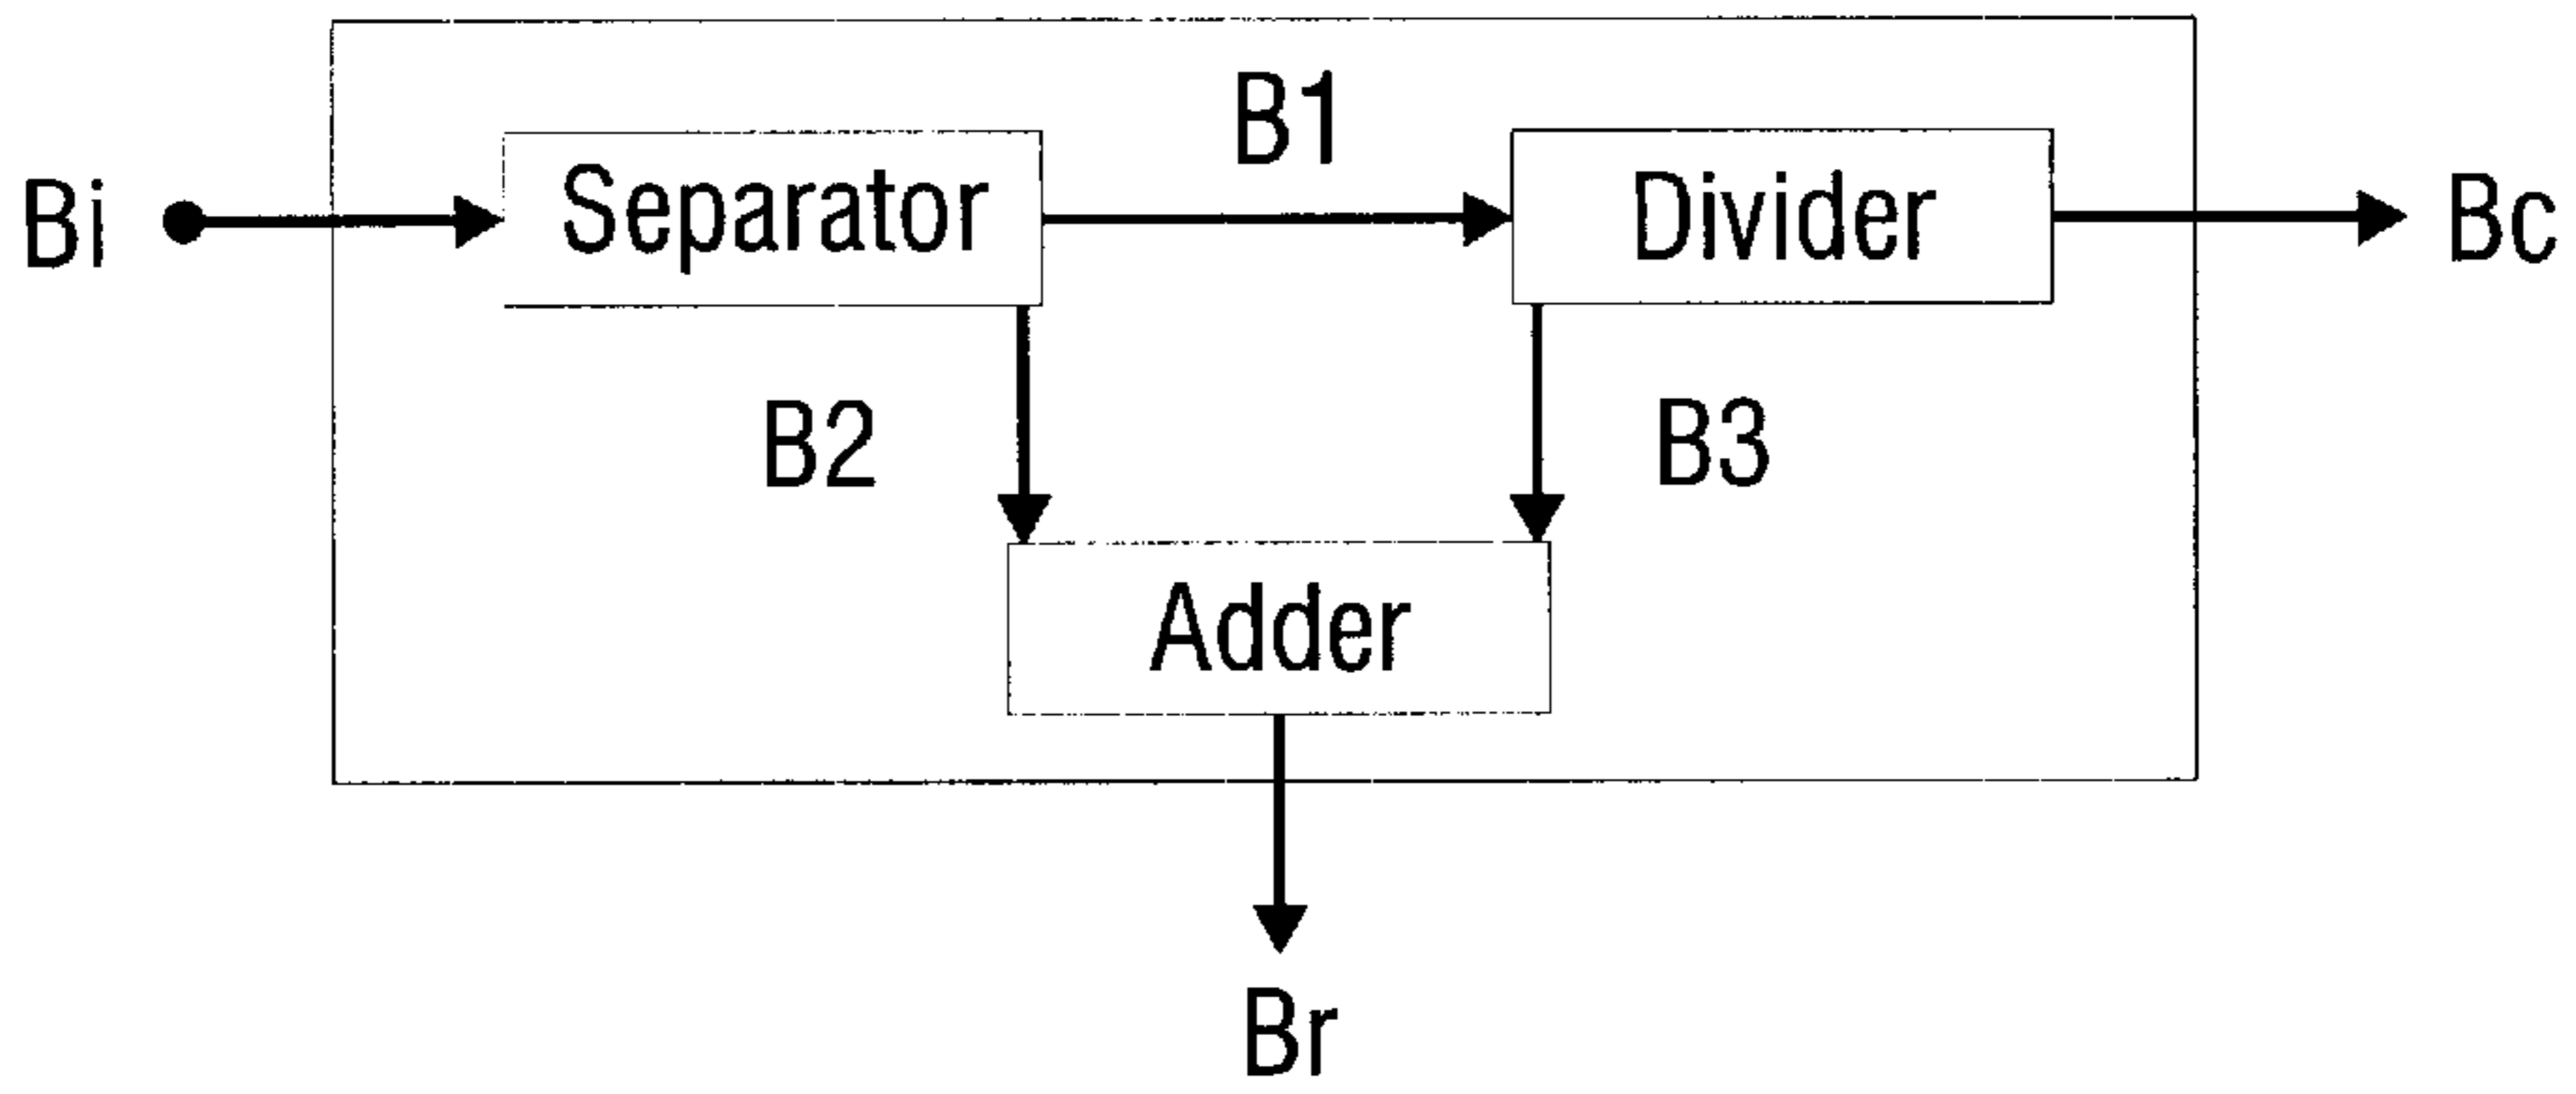 B1
Bi
Separator
Divider
Bc
B2
B3
Adder
Br